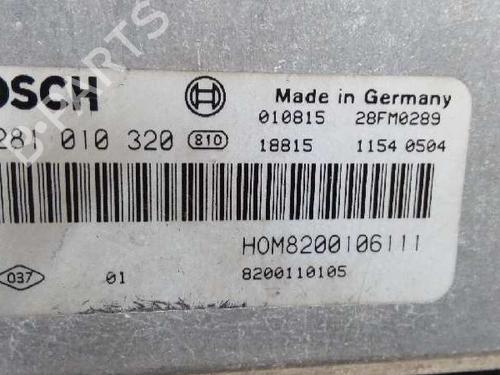 OSCH
Made in Germany
010815 28FM0289
281 010 320 810
18815 1154 0504
HOM8200106111
037 01 8200110105